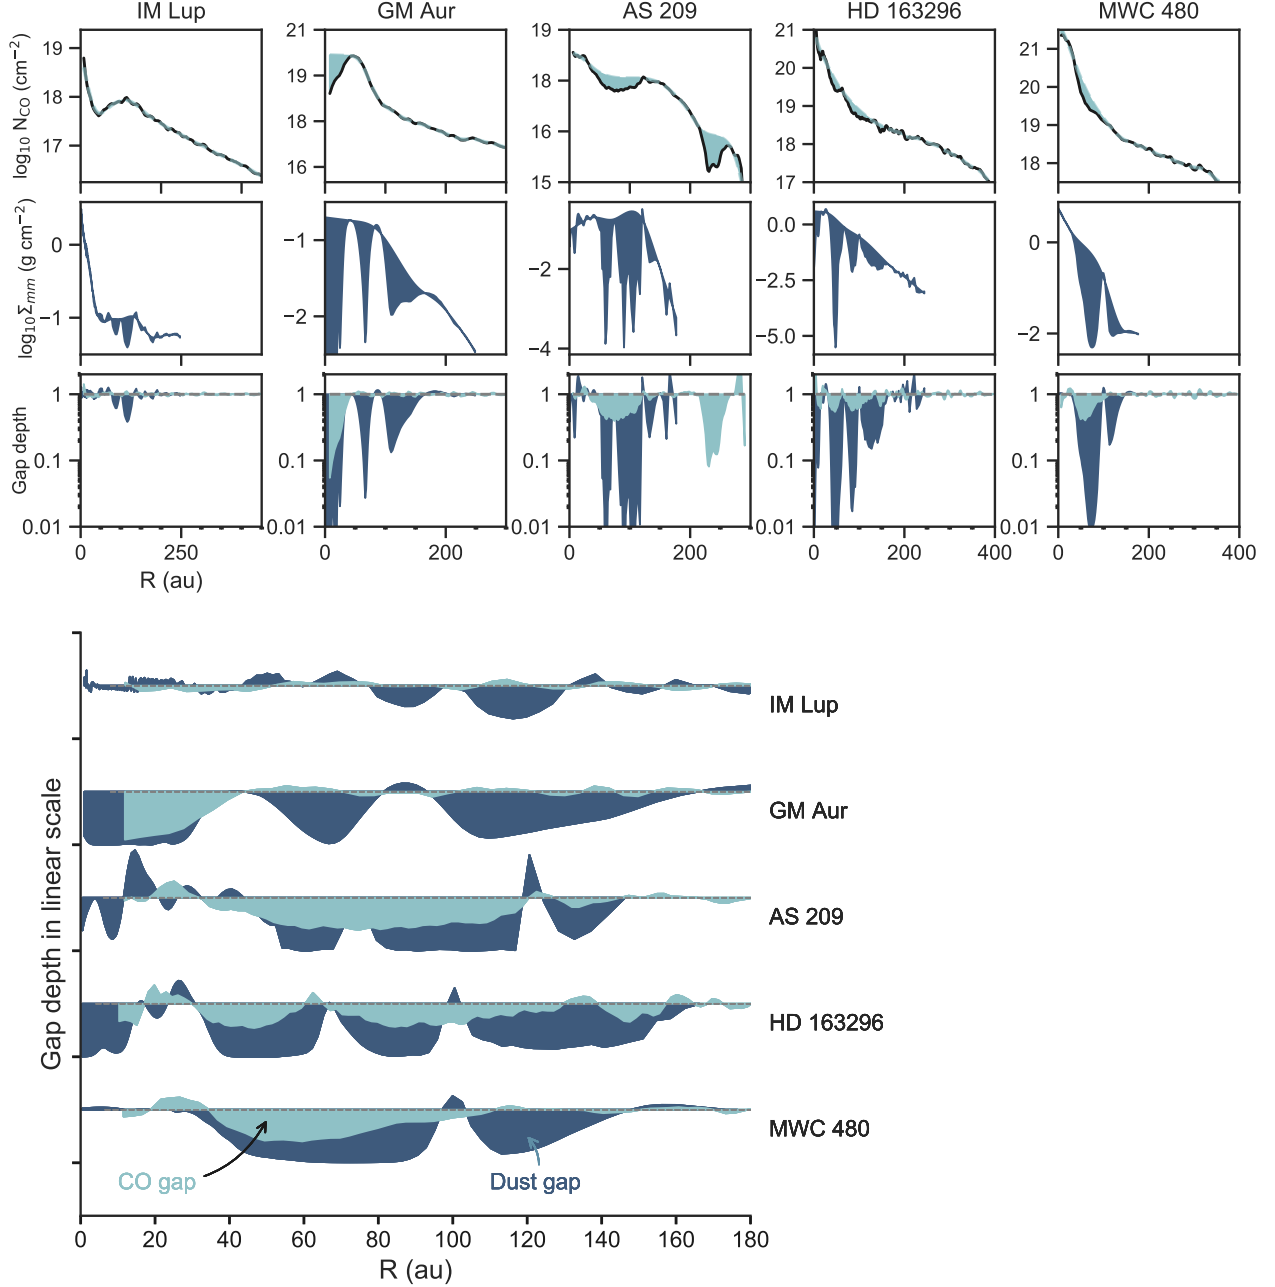 IM Lup
GM Aur
AS 209
HD 163296
MWC 480
log₁₀ N_CO (cm⁻²)
19
18
17
21
19
18
16
19
18
16
15
21
20
19
18
17
21
20
19
18
log₁₀Σ_mm (g cm⁻²)
0
−1
−1
−2
−2
−4
0.0
−2.5
−5.0
0
−2
Gap depth
1
0.1
0.01
1
0.1
0.01
1
0.1
0.01
1
0.1
0.01
1
0.1
0.01
0 250
0 200
0 200
0 200 400
0 200 400
R (au)
Gap depth in linear scale
IM Lup
GM Aur
AS 209
HD 163296
MWC 480
CO gap
Dust gap
0 20 40 60 80 100 120 140 160 180
R (au)